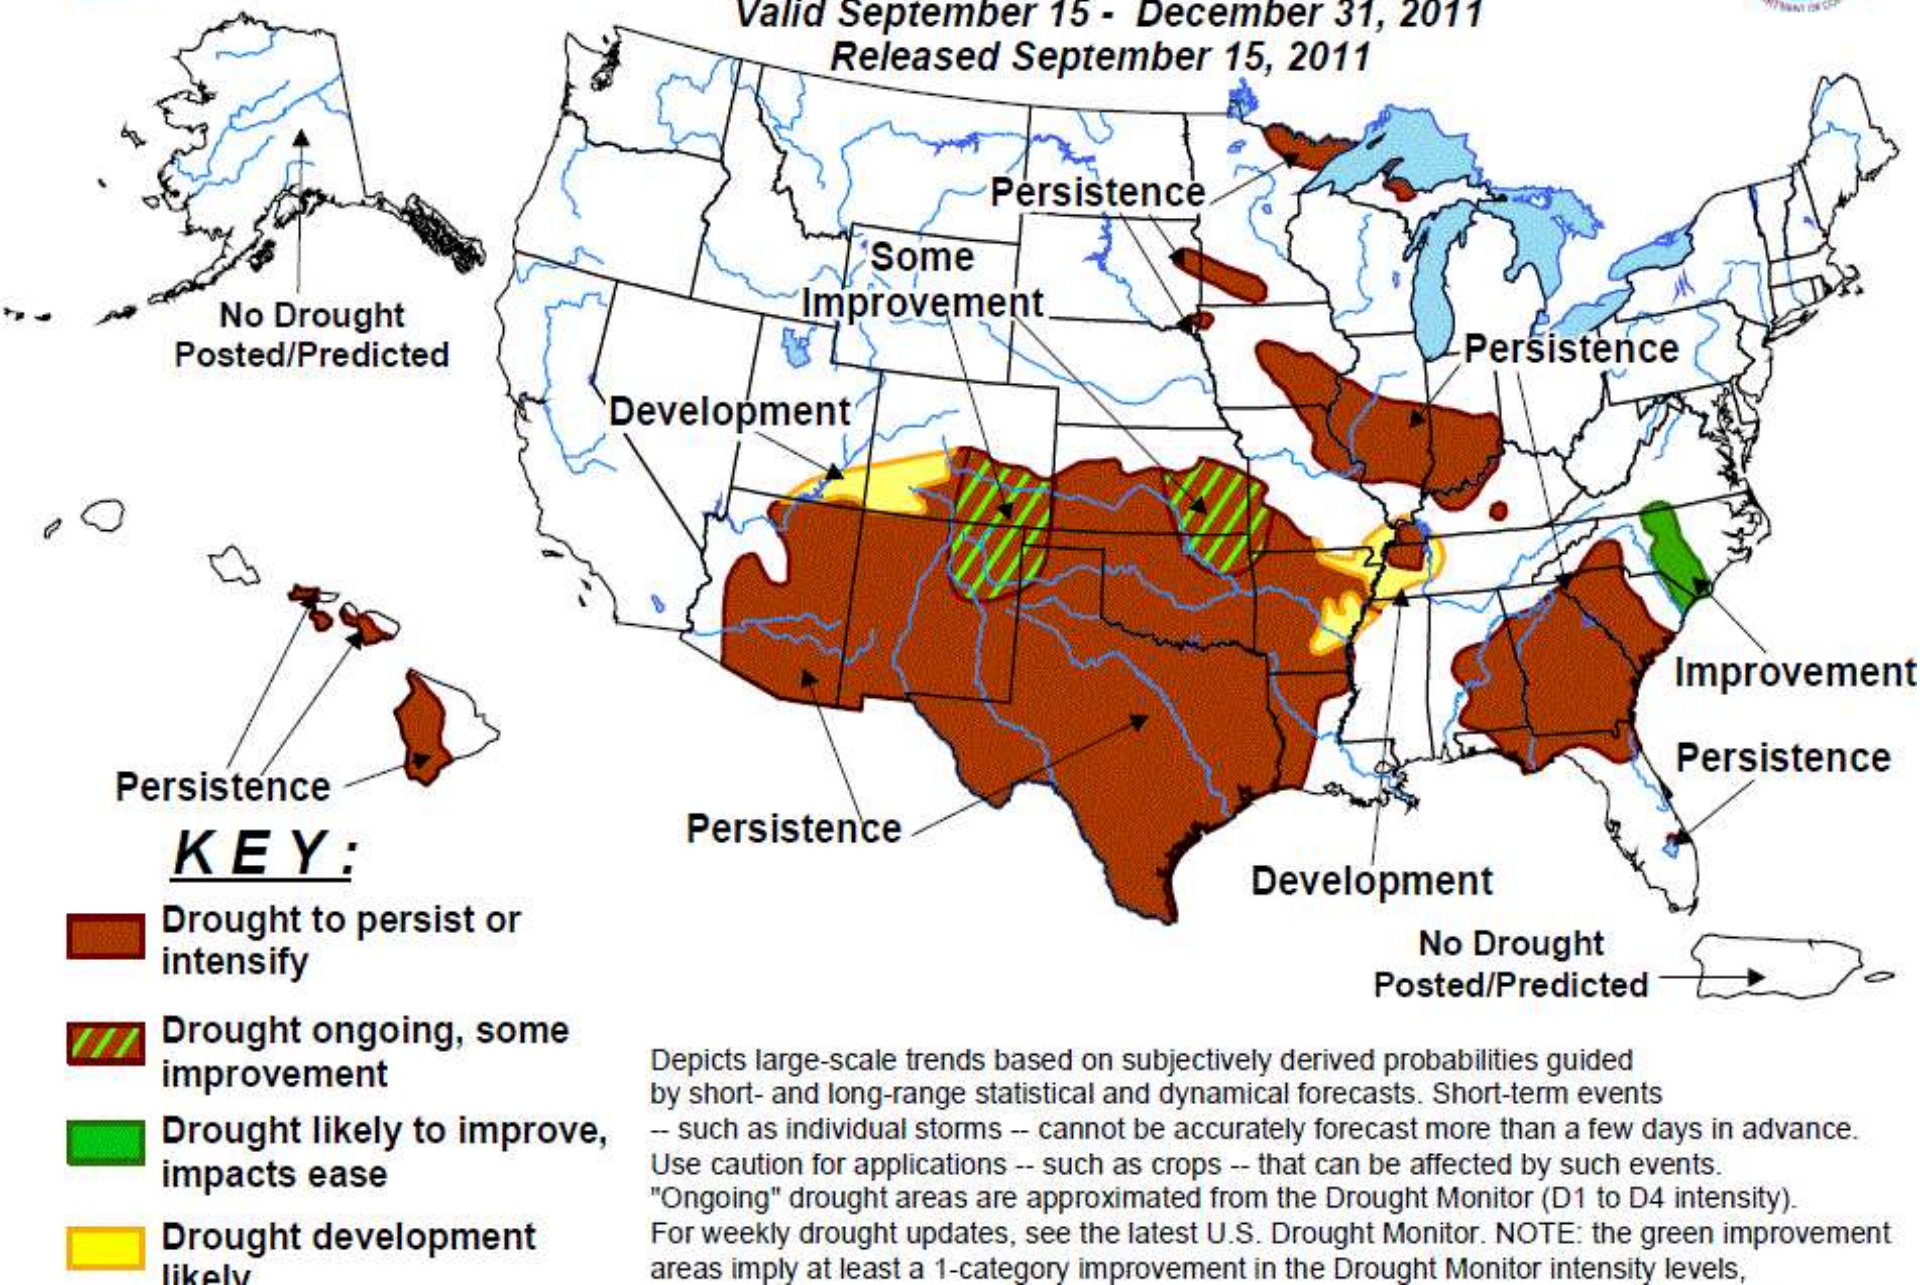 Valid September 15 - December 31, 2011
Released September 15, 2011
Persistence
Some
Improvement
No Drought
Posted/Predicted
Persistence
Development
Improvement
Persistence
Persistence
Persistence
Development
No Drought
Posted/Predicted
KEY:
Drought to persist or
intensify
Drought ongoing, some
improvement
Drought likely to improve,
impacts ease
Drought development
likely
Depicts large-scale trends based on subjectively derived probabilities guided
by short- and long-range statistical and dynamical forecasts. Short-term events
-- such as individual storms -- cannot be accurately forecast more than a few days in advance.
Use caution for applications -- such as crops -- that can be affected by such events.
"Ongoing" drought areas are approximated from the Drought Monitor (D1 to D4 intensity).
For weekly drought updates, see the latest U.S. Drought Monitor. NOTE: the green improvement
areas imply at least a 1-category improvement in the Drought Monitor intensity levels,